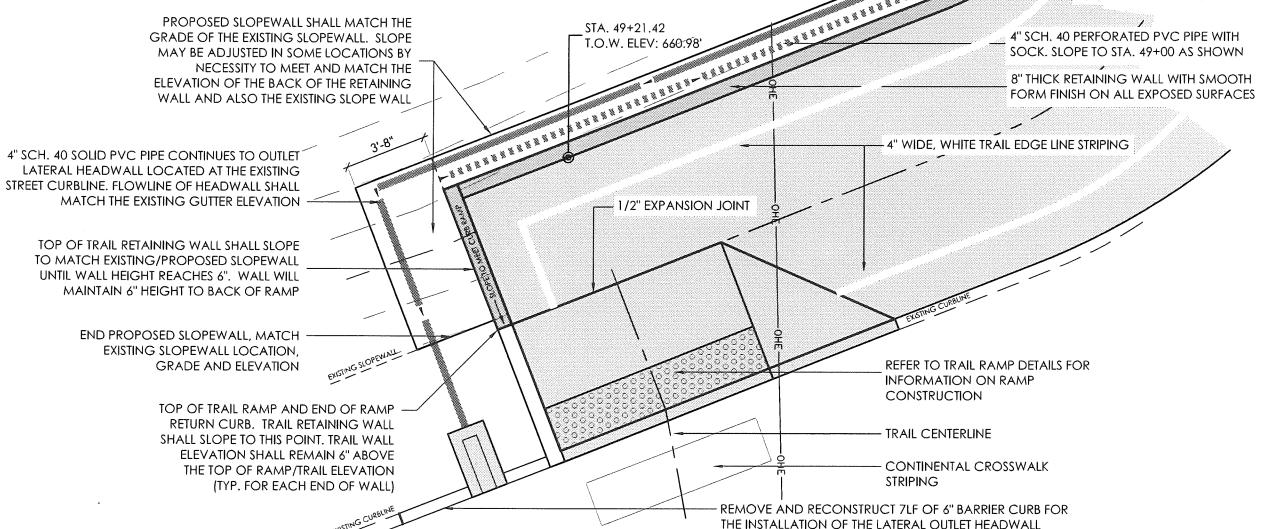 PROPOSED SLOPEWALL SHALL MATCH THE
GRADE OF THE EXISTING SLOPEWALL. SLOPE
MAY BE ADJUSTED IN SOME LOCATIONS BY
NECESSITY TO MEET AND MATCH THE
ELEVATION OF THE BACK OF THE RETAINING
WALL AND ALSO THE EXISTING SLOPE WALL
STA. 49+21.42
T.O.W. ELEV: 660.98'
4" SCH. 40 PERFORATED PVC PIPE WITH
SOCK. SLOPE TO STA. 49+00 AS SHOWN
8" THICK RETAINING WALL WITH SMOOTH
FORM FINISH ON ALL EXPOSED SURFACES
OHE
3'-8"
4" WIDE, WHITE TRAIL EDGE LINE STRIPING
4" SCH. 40 SOLID PVC PIPE CONTINUES TO OUTLET
LATERAL HEADWALL LOCATED AT THE EXISTING
STREET CURBLINE. FLOWLINE OF HEADWALL SHALL
MATCH THE EXISTING GUTTER ELEVATION
1/2" EXPANSION JOINT
OHE
SLOPE TO MEET CURB RAMP
TOP OF TRAIL RETAINING WALL SHALL SLOPE
TO MATCH EXISTING/PROPOSED SLOPEWALL
UNTIL WALL HEIGHT REACHES 6". WALL WILL
MAINTAIN 6" HEIGHT TO BACK OF RAMP
EXISTING CURBLINE
OHE
END PROPOSED SLOPEWALL, MATCH
EXISTING SLOPEWALL LOCATION,
GRADE AND ELEVATION
EXISTING SLOPEWALL
REFER TO TRAIL RAMP DETAILS FOR
INFORMATION ON RAMP
CONSTRUCTION
TOP OF TRAIL RAMP AND END OF RAMP
RETURN CURB. TRAIL RETAINING WALL
SHALL SLOPE TO THIS POINT. TRAIL WALL
ELEVATION SHALL REMAIN 6" ABOVE
THE TOP OF RAMP/TRAIL ELEVATION
(TYP. FOR EACH END OF WALL)
TRAIL CENTERLINE
OHE
CONTINENTAL CROSSWALK
STRIPING
ISTING CURBLINE
REMOVE AND RECONSTRUCT 7LF OF 6" BARRIER CURB FOR
THE INSTALLATION OF THE LATERAL OUTLET HEADWALL